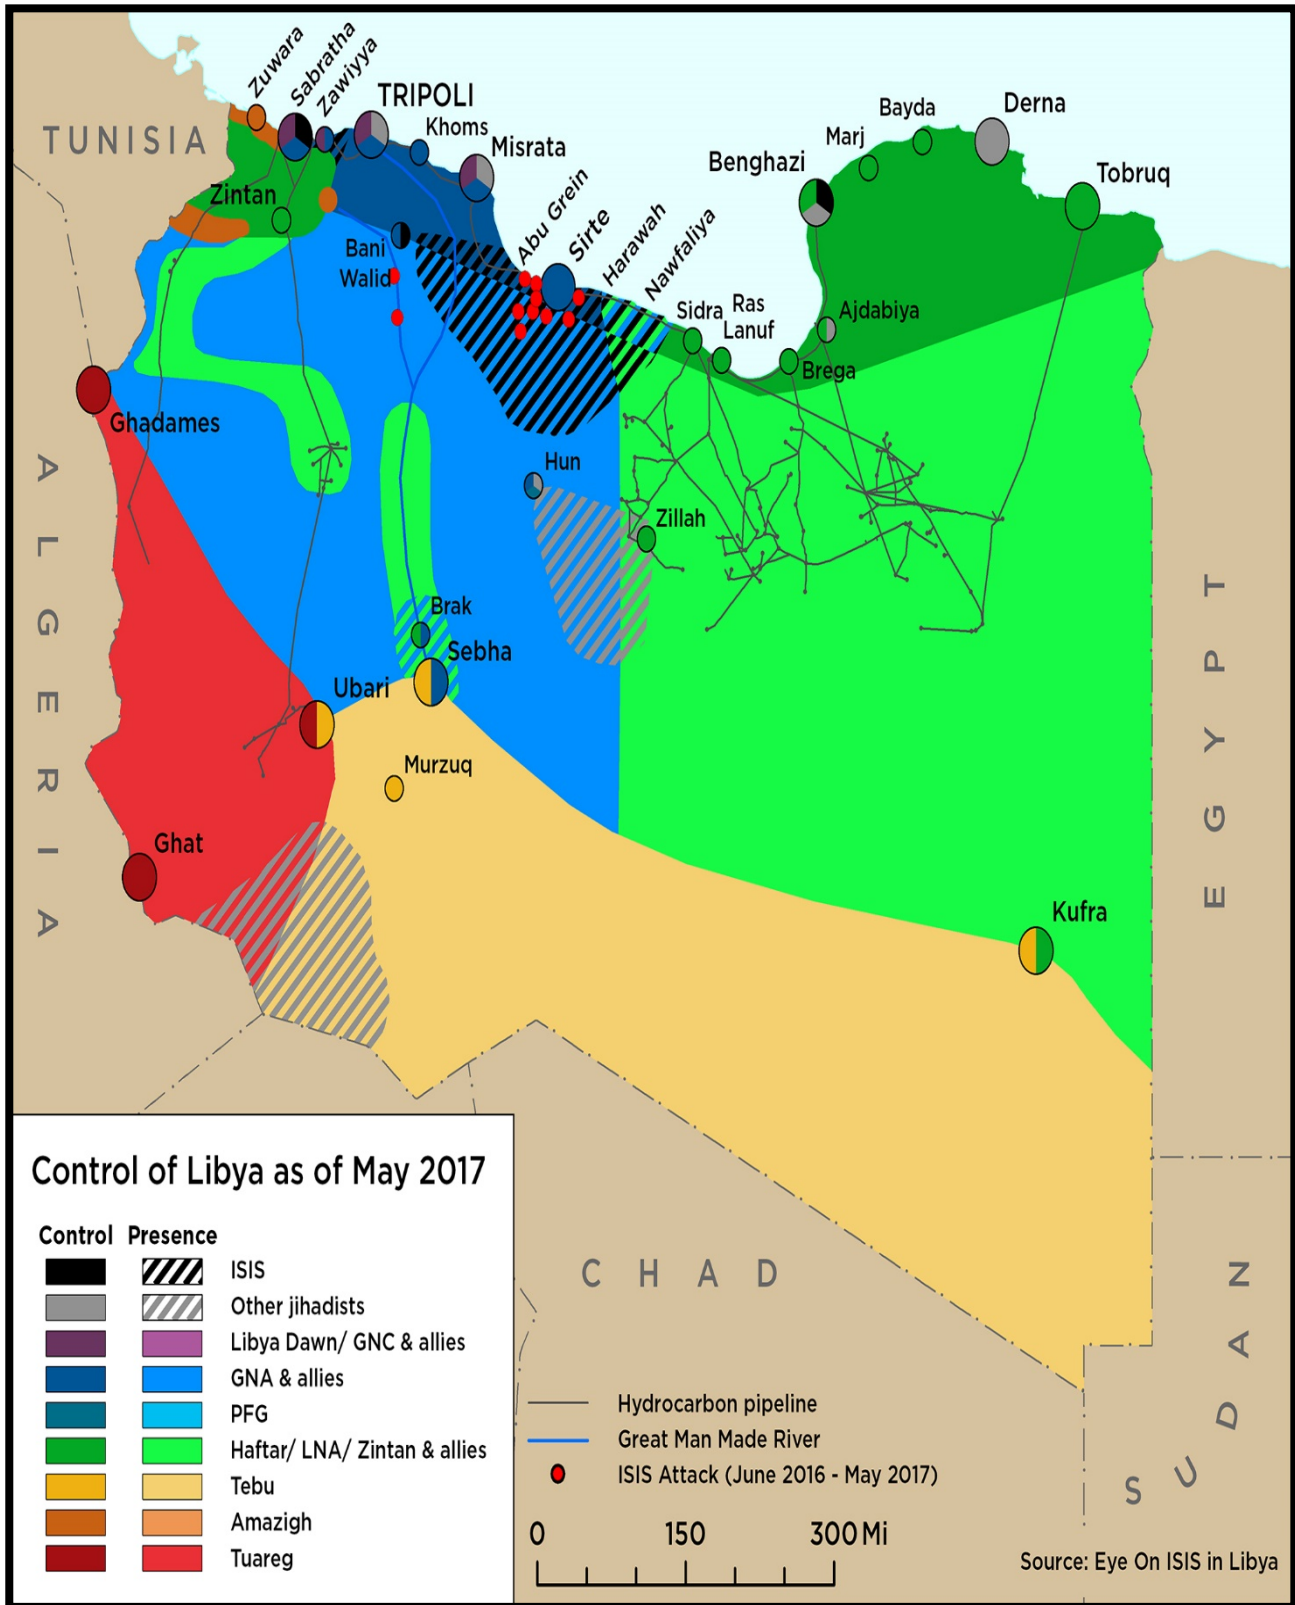 Zuwara
Sabratha
Zawiyya
TRIPOLI
Khoms
Misrata
TUNISIA
Zintan
Bani
Walid
Abu Grein
Sirte
Harawah
Nawfaliya
Benghazi
Marj
Bayda
Derna
Tobruq
Sidra
Ras
Lanuf
Ajdabiya
Brega
Ghadames
Hun
Zillah
ALGERIA
EGYPT
Brak
Sebha
Ubari
Murzuq
Ghat
Kufra
CHAD
SUDAN
Control of Libya as of May 2017
Control Presence
ISIS
Other jihadists
Libya Dawn/ GNC & allies
GNA & allies
PFG
Haftar/ LNA/ Zintan & allies
Tebu
Amazigh
Tuareg
Hydrocarbon pipeline
Great Man Made River
ISIS Attack (June 2016 - May 2017)
0 150 300 Mi
Source: Eye On ISIS in Libya